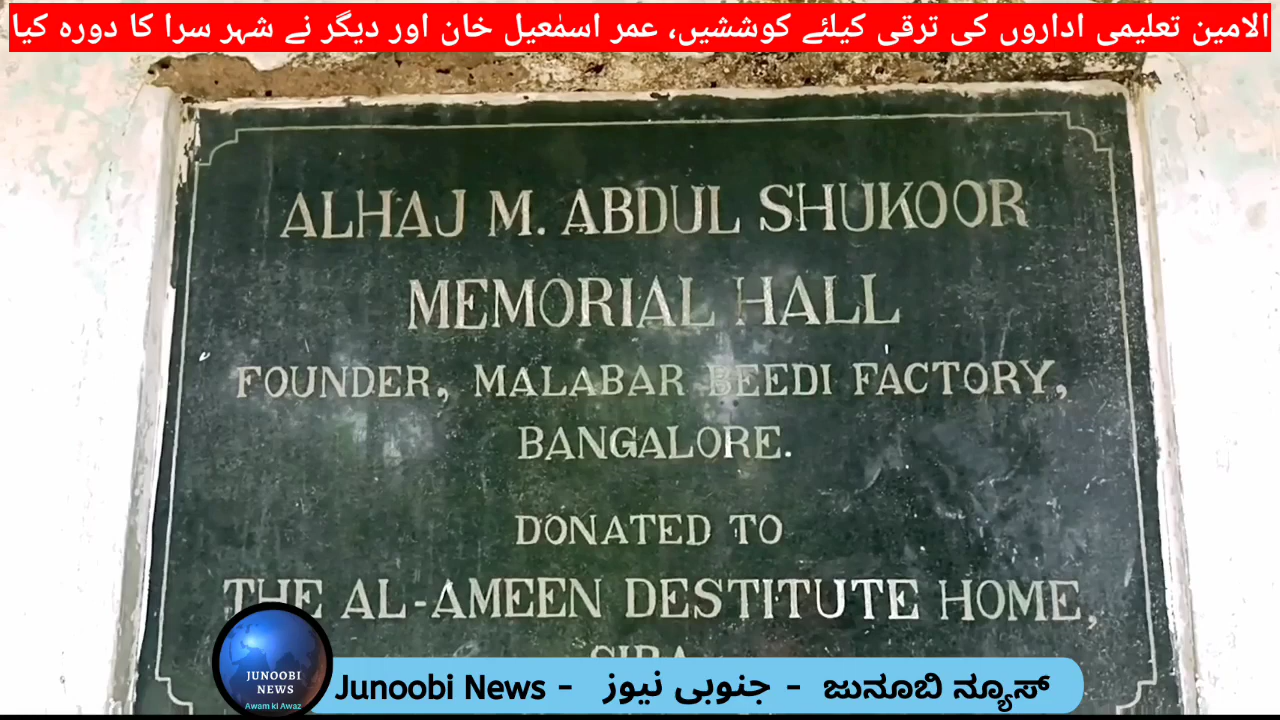 الامین تعلیمی اداروں کی ترقی کیلئے کوششیں، عمر اسمٰعیل خان اور دیگر نے شہر سرا کا دورہ کیا
ALHAJ M. ABDUL SHUKOOR
MEMORIAL HALL
FOUNDER, MALABAR BEEDI FACTORY,
BANGALORE.
DONATED TO
THE AL-AMEEN DESTITUTE HOME,
SIRA
JUNOOBI
NEWS
Awam ki Awaz
Junoobi News - جنوبی نیوز - ಜುನೂಬಿ ನ್ಯೂಸ್